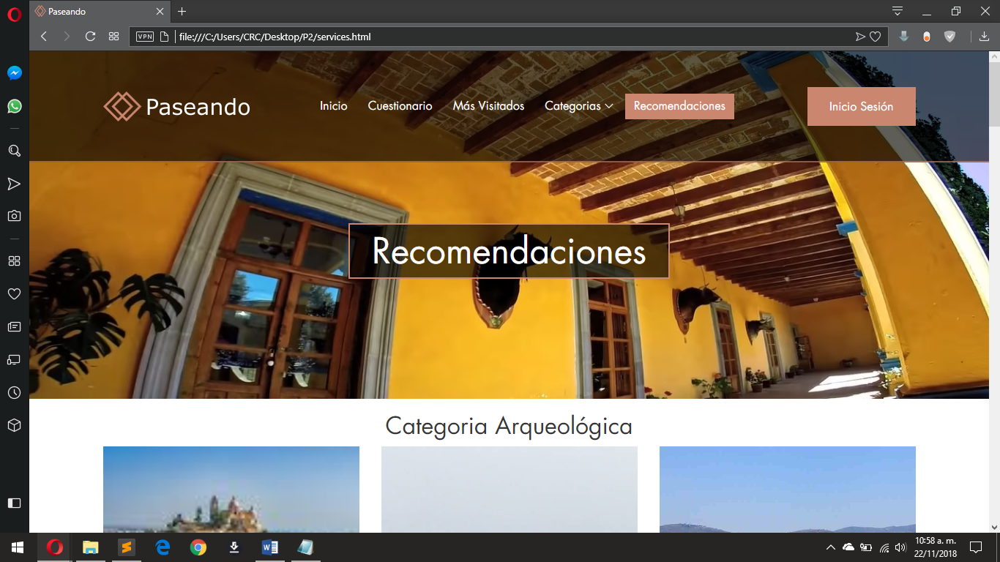 Paseando
VPN
file:///C:/Users/CRC/Desktop/P2/services.html
Paseando
Inicio
Cuestionario
Más Visitados
Categorias
Recomendaciones
Inicio Sesión
Recomendaciones
Categoria Arqueológica
10:58 a. m.
22/11/2018